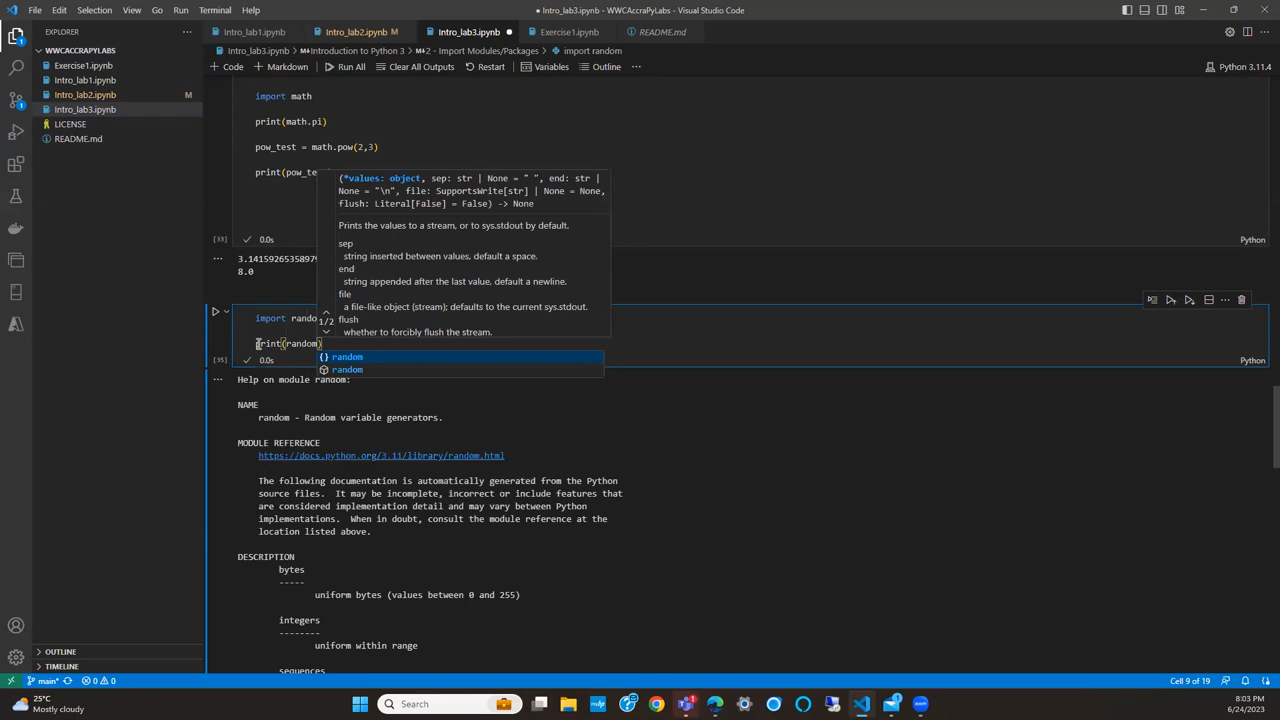 File Edit Selection View Go Run Terminal Help
Intro_lab3.ipynb - WWCAccraPyLabs - Visual Studio Code
EXPLORER
WWCACCRAPYLABS
Exercise1.ipynb
Intro_lab1.ipynb
Intro_lab2.ipynb M
Intro_lab3.ipynb
LICENSE
README.md
OUTLINE
TIMELINE
Intro_lab1.ipynb Intro_lab2.ipynb M Intro_lab3.ipynb Exercise1.ipynb README.md
Intro_lab3.ipynb > Introduction to Python 3 > 2 - Import Modules/Packages > import random
+ Code + Markdown Run All Clear All Outputs Restart Variables Outline ... Python 3.11.4
import math
print(math.pi)
pow_test = math.pow(2,3)
print(pow_te
(*values: object, sep: str | None = " ", end: str |
None = "\n", file: SupportsWrite[str] | None = None,
flush: Literal[False] = False) -> None
Prints the values to a stream, or to sys.stdout by default.
sep
string inserted between values, default a space.
end
string appended after the last value, default a newline.
file
a file-like object (stream); defaults to the current sys.stdout.
flush
whether to forcibly flush the stream.
1/2
[33] 0.0s Python
3.1415926535897
8.0
import rando
print(random)
random
random
[35] 0.0s Python
Help on module random:
NAME
random - Random variable generators.
MODULE REFERENCE
https://docs.python.org/3.11/library/random.html
The following documentation is automatically generated from the Python
source files. It may be incomplete, incorrect or include features that
are considered implementation detail and may vary between Python
implementations. When in doubt, consult the module reference at the
location listed above.
DESCRIPTION
bytes
-----
uniform bytes (values between 0 and 255)
integers
--------
uniform within range
sequences
main* 0 0 Cell 9 of 19
25°C
Mostly cloudy
Search
8:03 PM
6/24/2023